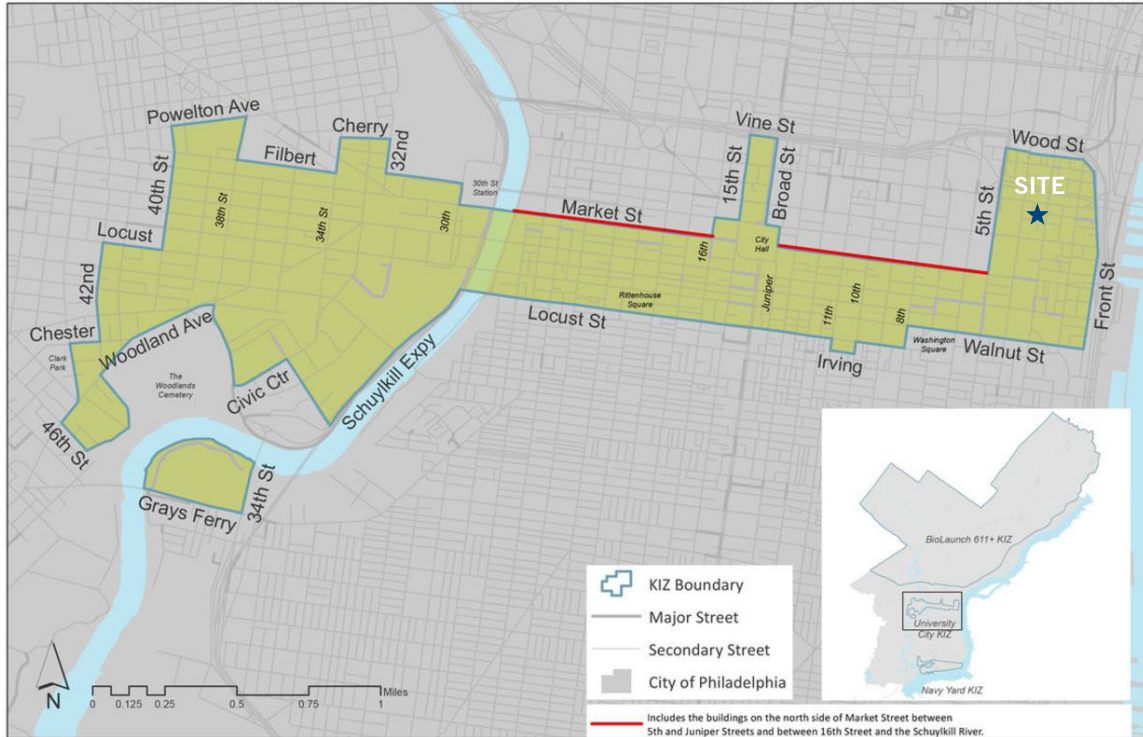 Powelton Ave
Cherry
32nd
Filbert
40th St
38th St
34th St
30th
30th St
Station
Locust
42nd
Chester
Clark
Park
Woodland Ave
The
Woodlands
Cemetery
Civic Ctr
46th St
Grays Ferry
34th St
Schuylkill Expy
Market St
16th
15th St
Vine St
Broad St
City
Hall
Juniper
Rittenhouse
Square
Locust St
11th
10th
8th
Irving
Washington
Square
Walnut St
5th St
Wood St
SITE
Front St
BioLaunch 611+ KIZ
University
City KIZ
Navy Yard KIZ
KIZ Boundary
Major Street
Secondary Street
City of Philadelphia
Includes the buildings on the north side of Market Street between
5th and Juniper Streets and between 16th Street and the Schuylkill River.
N
Miles
0 0.125 0.25 0.5 0.75 1